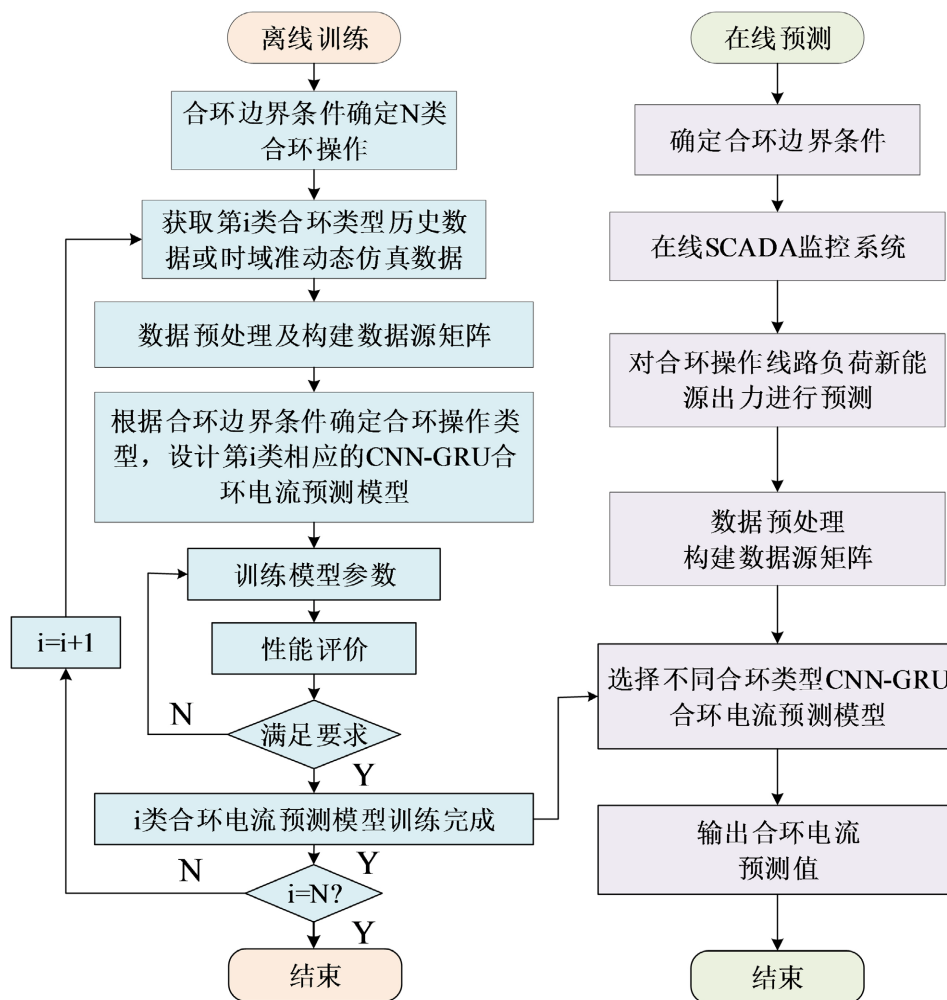 离线训练
合环边界条件确定N类
合环操作
获取第i类合环类型历史数
据或时域准动态仿真数据
数据预处理及构建数据源矩阵
根据合环边界条件确定合环操作类
型，设计第i类相应的CNN-GRU合
环电流预测模型
训练模型参数
i=i+1
性能评价
N
满足要求
Y
i类合环电流预测模型训练完成
N
Y
i=N?
Y
结束
在线预测
确定合环边界条件
在线SCADA监控系统
对合环操作线路负荷新能
源出力进行预测
数据预处理
构建数据源矩阵
选择不同合环类型CNN-GRU
合环电流预测模型
输出合环电流
预测值
结束